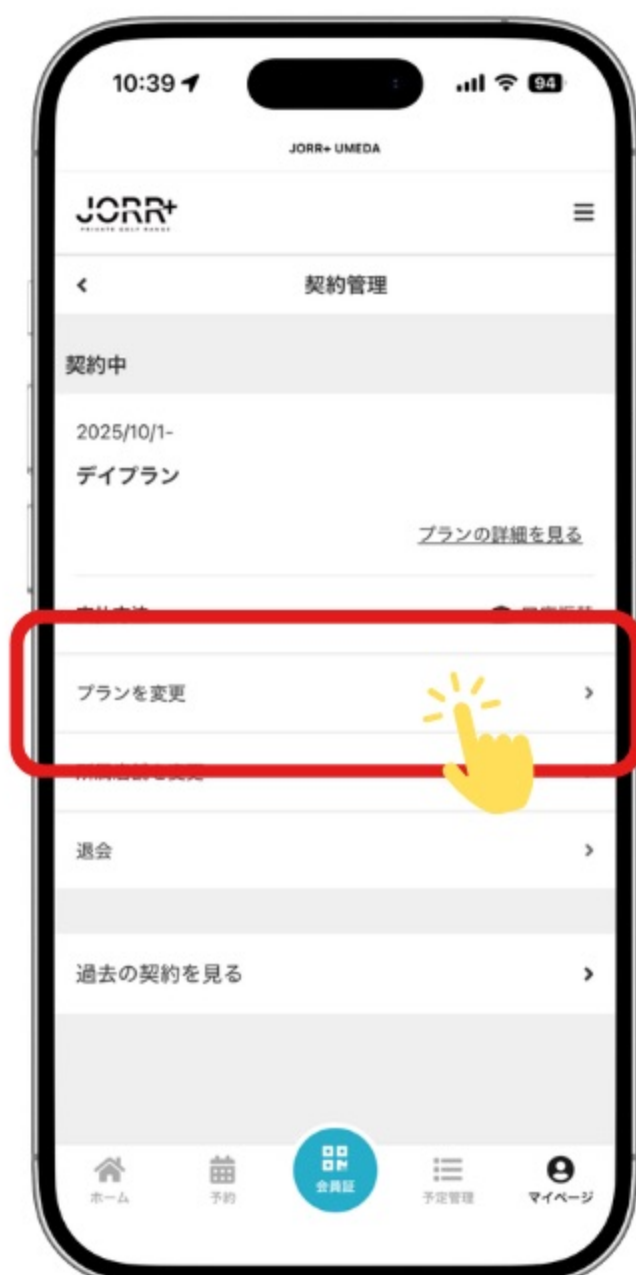 10:39
94
JORR+ UMEDA
JORR+
PRIVATE GOLF RANGE
契約管理
契約中
2025/10/1-
デイプラン
プランの詳細を見る
プランを変更
退会
過去の契約を見る
ホーム
予約
会員証
予定管理
マイページ